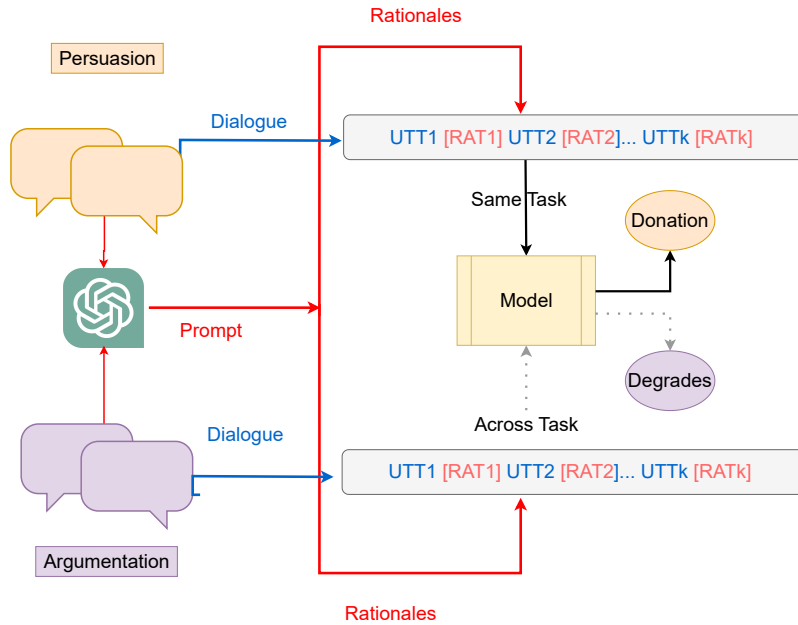 Rationales
Persuasion
Dialogue
UTT1 [RAT1] UTT2 [RAT2]... UTTk [RATk]
Same Task
Donation
Model
Prompt
Degrades
Across Task
Dialogue
UTT1 [RAT1] UTT2 [RAT2]... UTTk [RATk]
Argumentation
Rationales